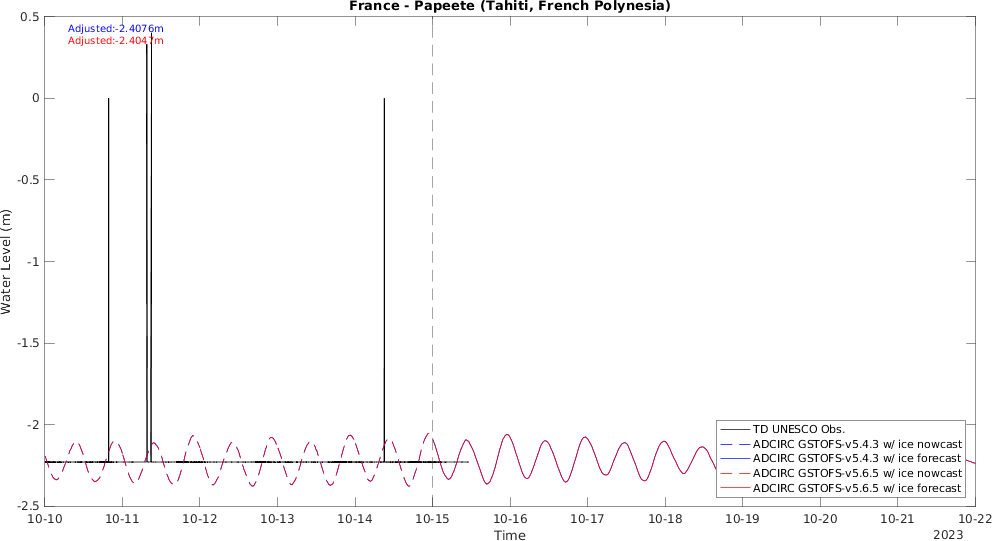 France - Papeete (Tahiti, French Polynesia)
Adjusted:-2.4076m
Adjusted:-2.4047m
0.5
0
-0.5
-1
-1.5
-2
-2.5
Water Level (m)
TD UNESCO Obs.
ADCIRC GSTOFS-v5.4.3 w/ ice nowcast
ADCIRC GSTOFS-v5.4.3 w/ ice forecast
ADCIRC GSTOFS-v5.6.5 w/ ice nowcast
ADCIRC GSTOFS-v5.6.5 w/ ice forecast
10-10 10-11 10-12 10-13 10-14 10-15 10-16 10-17 10-18 10-19 10-20 10-21 10-22
Time
2023